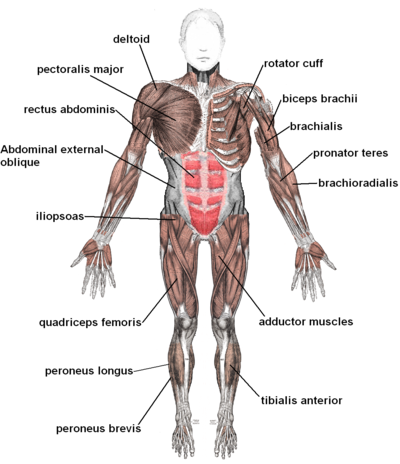 deltoid
pectoralis major
rectus abdominis
Abdominal external
oblique
iliopsoas
quadriceps femoris
peroneus longus
peroneus brevis
rotator cuff
biceps brachii
brachialis
pronator teres
brachioradialis
adductor muscles
tibialis anterior